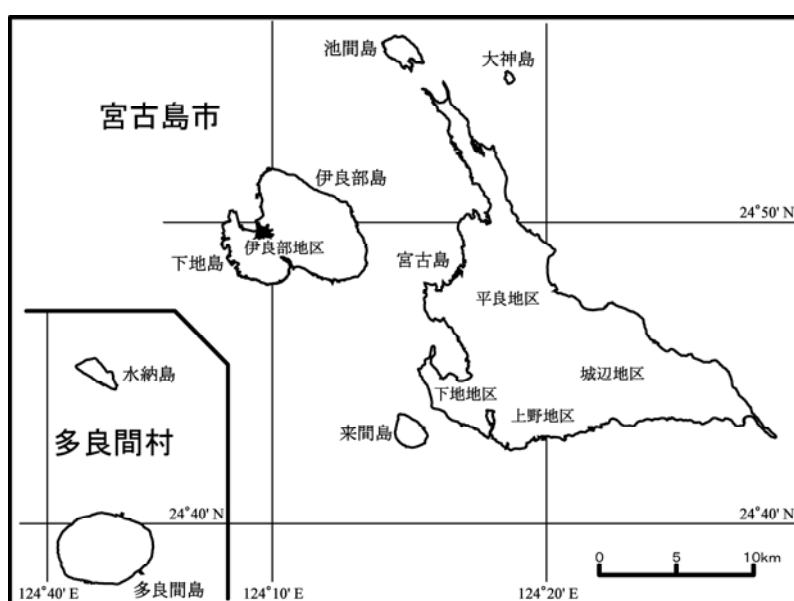 池間島
大神島
宮古島市
伊良部島
24°50' N
伊良部地区
下地島
宮古島
平良地区
水納島
城辺地区
下地地区
上野地区
来間島
多良間村
24°40' N
24°40' N
0 5 10km
多良間島
124°40' E
124°10' E
124°20' E